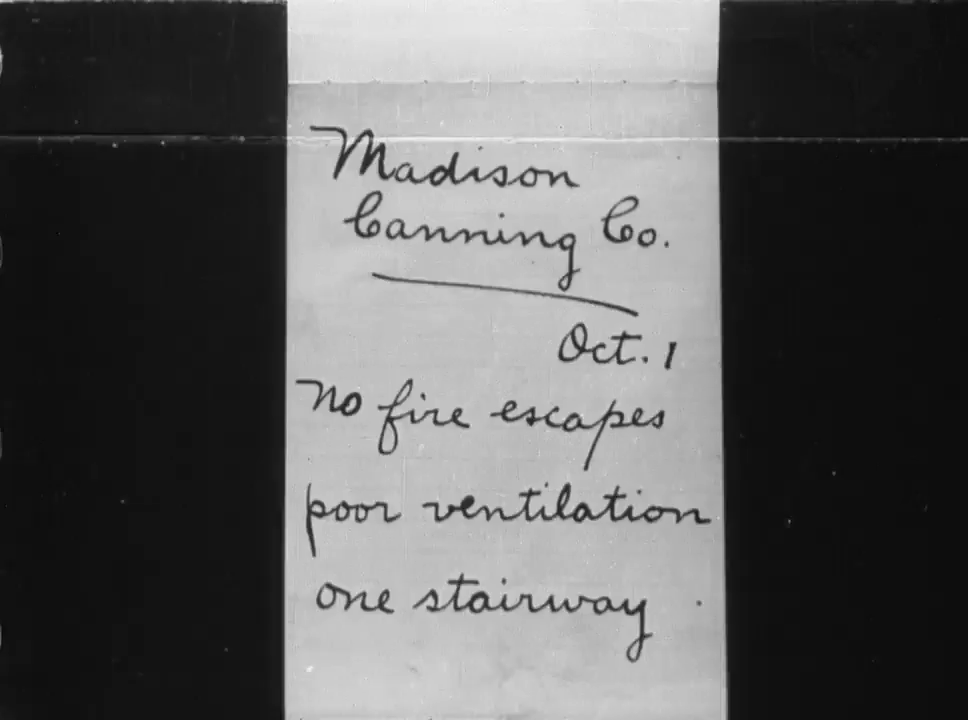 Madison
Canning Co.
Oct. 1
No fire escapes
poor ventilation
one stairway